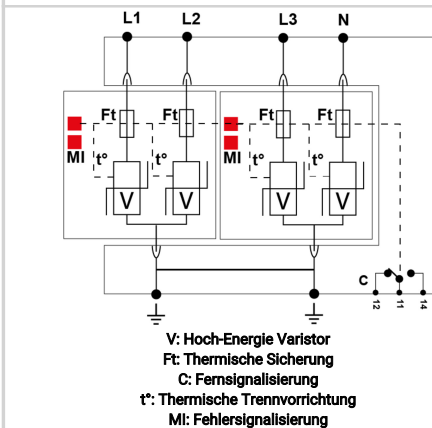 L1 L2 L3 N
Ft Ft Ft Ft
MI t° t° MI t° t°
V V V V
C
12 11 14
V: Hoch-Energie Varistor
Ft: Thermische Sicherung
C: Fernsignalisierung
t°: Thermische Trennvorrichtung
MI: Fehlersignalisierung